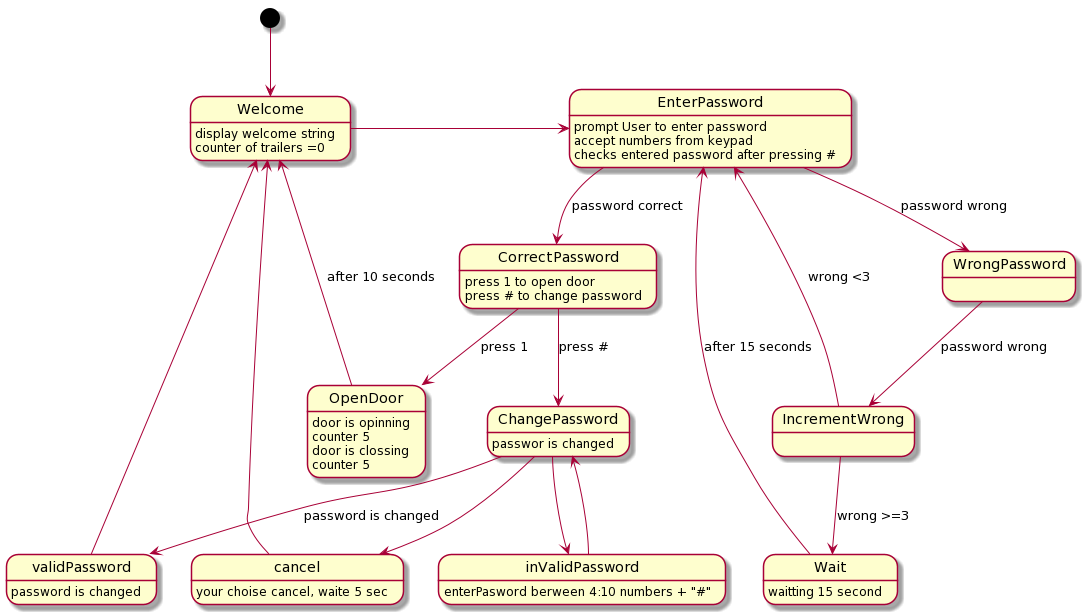 Welcome
display welcome string
counter of trailers =0
EnterPassword
prompt User to enter password
accept numbers from keypad
checks entered password after pressing #
password correct
password wrong
CorrectPassword
press 1 to open door
press # to change password
WrongPassword
after 10 seconds
wrong <3
press 1
press #
after 15 seconds
password wrong
OpenDoor
door is opinning
counter 5
door is clossing
counter 5
ChangePassword
passwor is changed
IncrementWrong
password is changed
wrong >=3
validPassword
password is changed
cancel
your choise cancel, waite 5 sec
inValidPassword
enterPasword berween 4:10 numbers + "#"
Wait
waitting 15 second